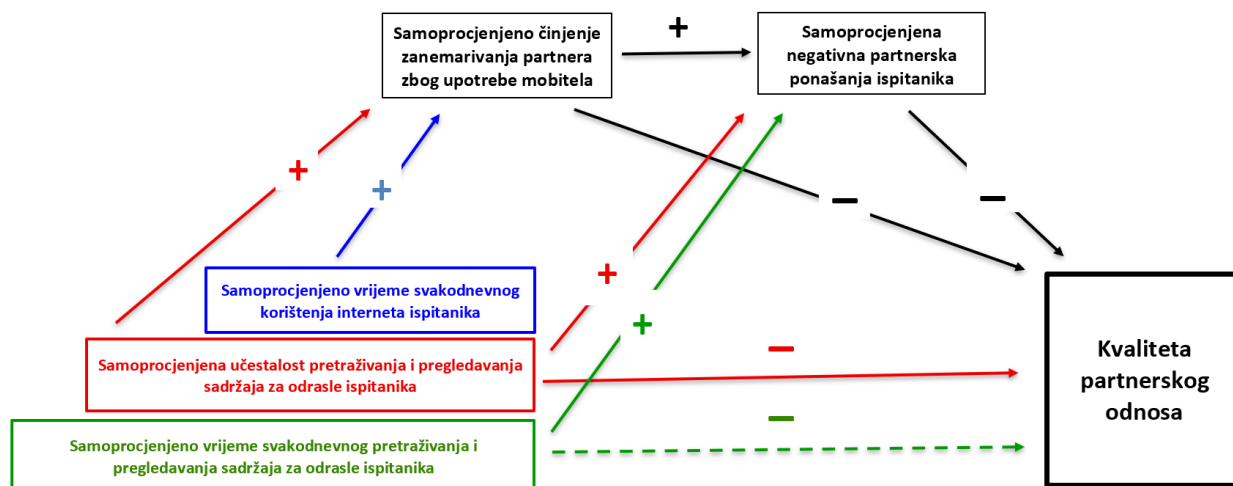 Samoprocjenjeno činjenje
zanemarivanja partnera
zbog upotrebe mobitela
+
Samoprocjenjena
negativna partnerska
ponašanja ispitanika
+
+
−
−
Samoprocjenjeno vrijeme svakodnevnog
korištenja interneta ispitanika
+
+
Samoprocjenjena učestalost pretraživanja i pregledavanja
sadržaja za odrasle ispitanika
−
Kvaliteta
partnerskog
odnosa
−
Samoprocjenjeno vrijeme svakodnevnog pretraživanja i
pregledavanja sadržaja za odrasle ispitanika